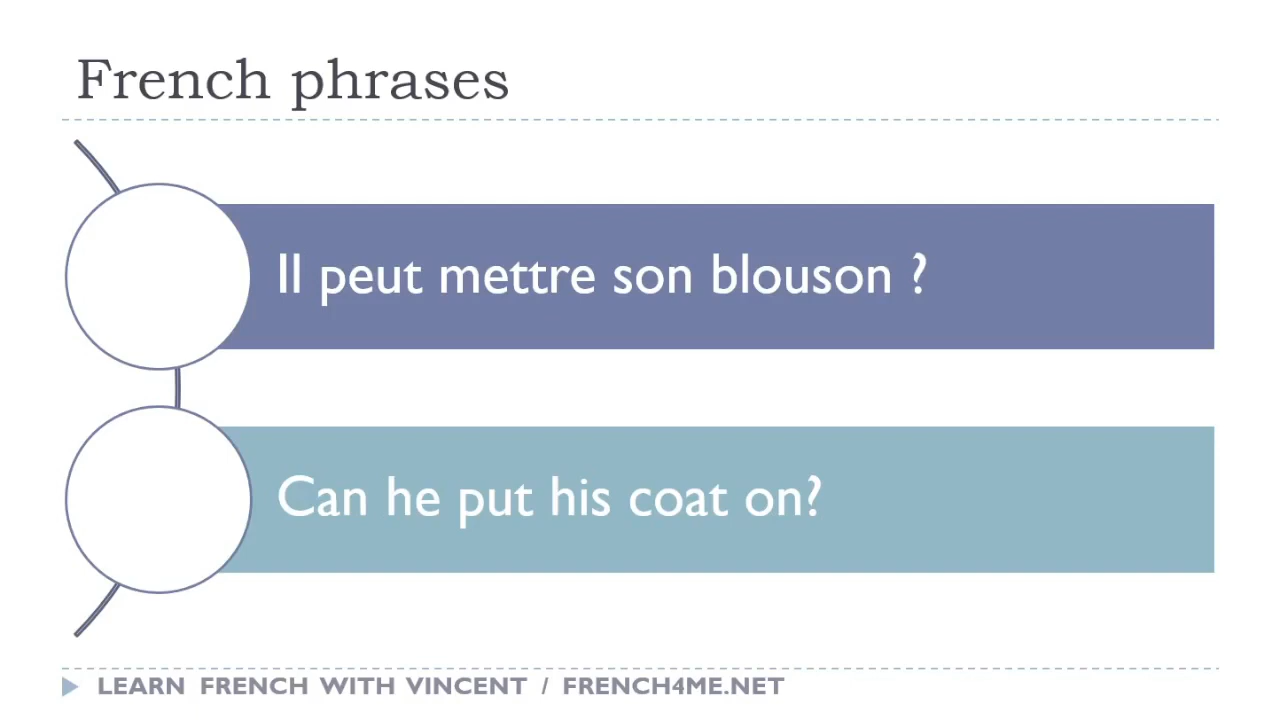 French phrases
Il peut mettre son blouson ?
Can he put his coat on?
LEARN FRENCH WITH VINCENT / FRENCH4ME.NET